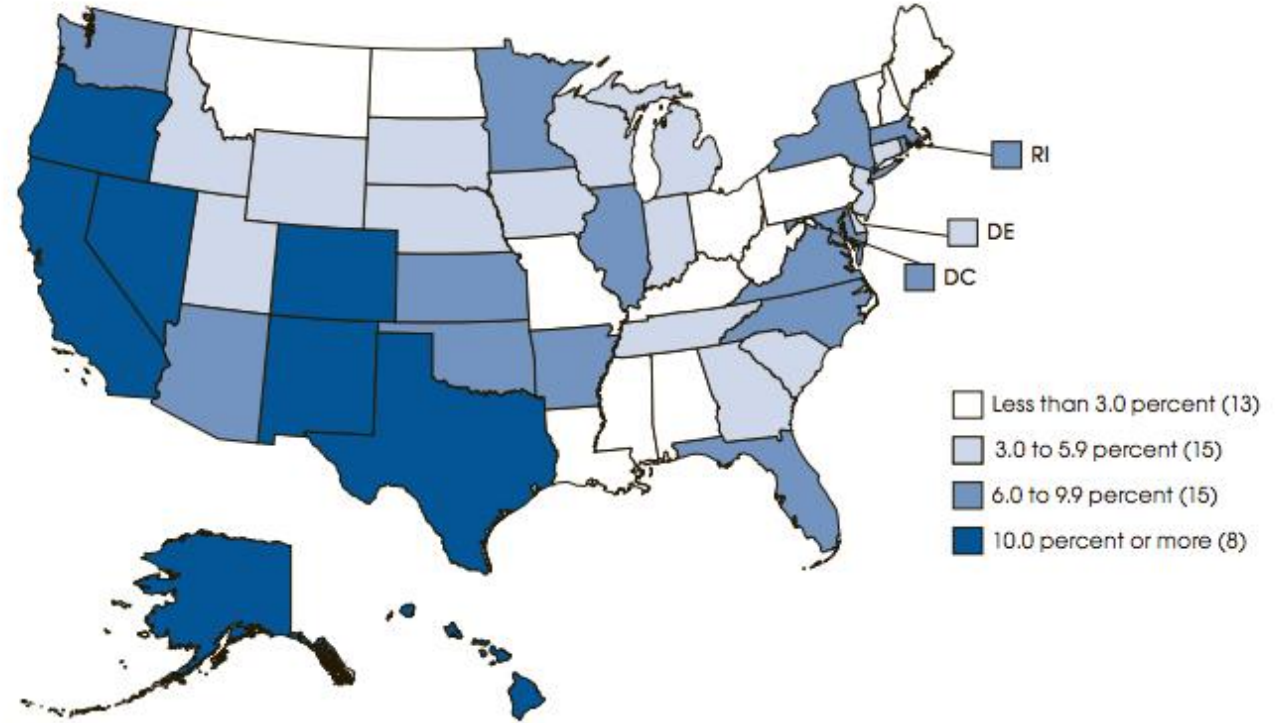 RI
DE
DC
Less than 3.0 percent (13)
3.0 to 5.9 percent (15)
6.0 to 9.9 percent (15)
10.0 percent or more (8)